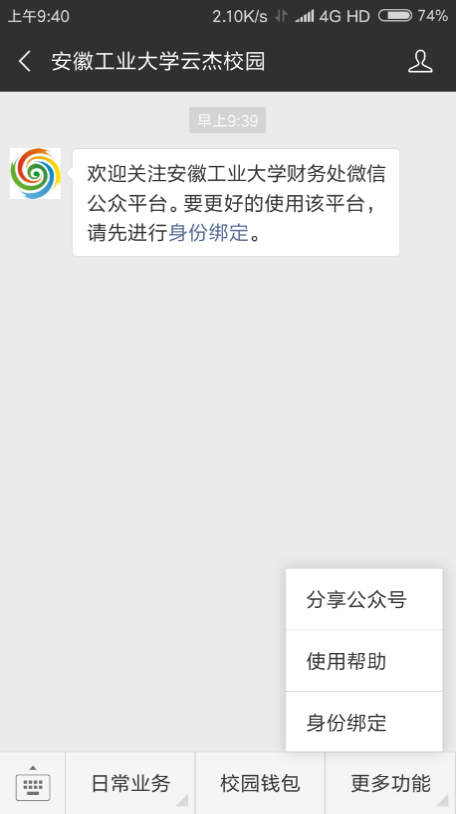 上午9:40 2.10K/s 4G HD 74%
安徽工业大学云杰校园
早上9:39
欢迎关注安徽工业大学财务处微信
公众平台。要更好的使用该平台，
请先进行身份绑定。
分享公众号
使用帮助
身份绑定
日常业务 校园钱包 更多功能